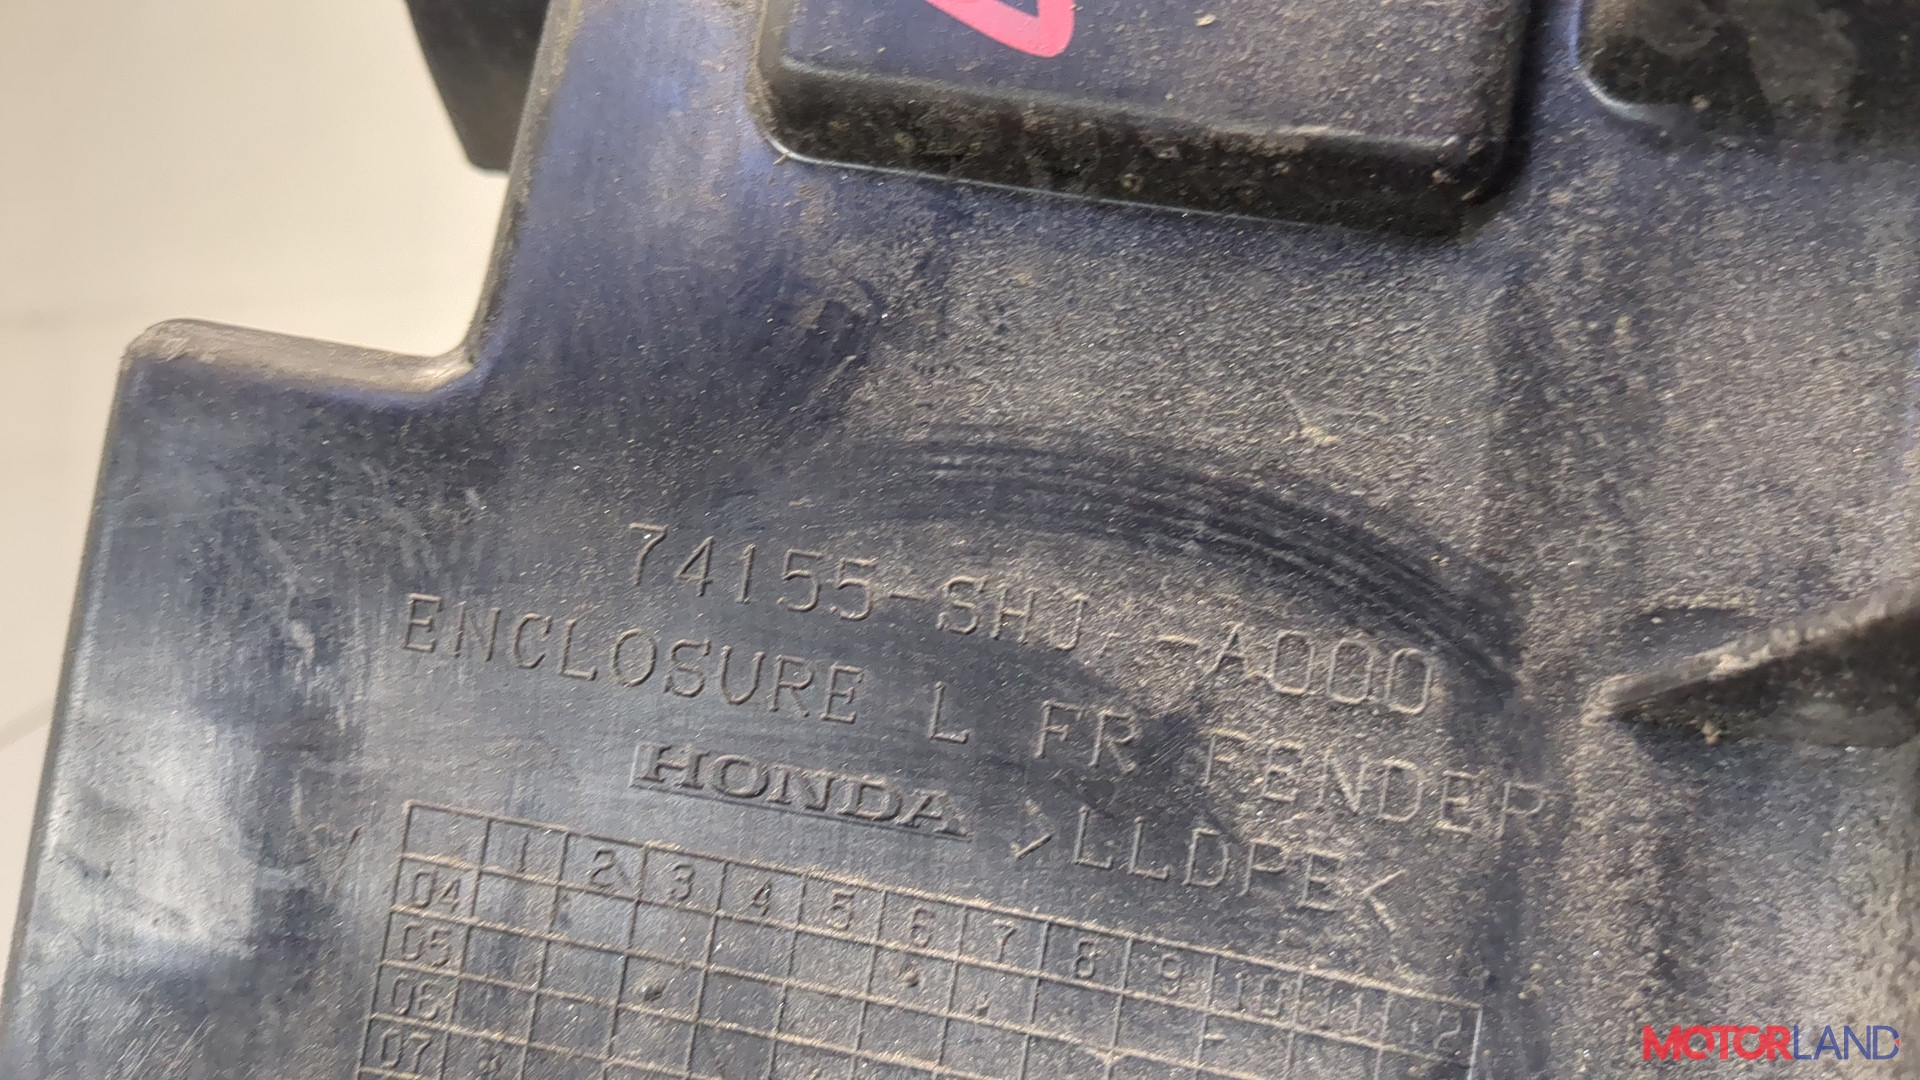 74155-SHJ-A000
ENCLOSURE L FR FENDER
HONDA >LLDPE<
1 2 3 4 5 6 7 8 9 10 11 12
04
05
06
07
MOTORLAND